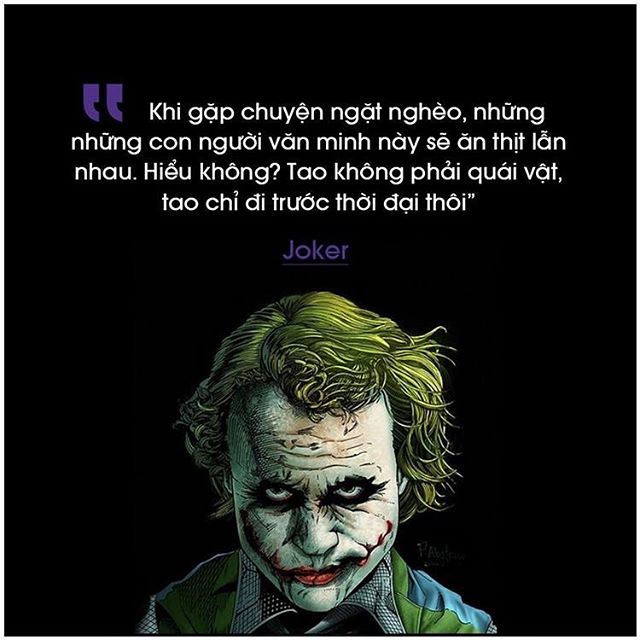 " Khi gặp chuyện ngặt nghèo, những
những con người văn minh này sẽ ăn thịt lẫn
nhau. Hiểu không? Tao không phải quái vật,
tao chỉ đi trước thời đại thôi”
Joker